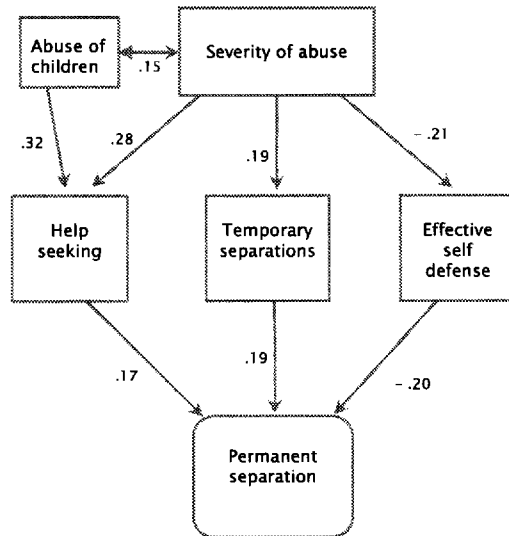 Abuse of
children
Severity of abuse
.15
.32
.28
.19
– .21
Help
seeking
Temporary
separations
Effective
self
defense
.17
.19
– .20
Permanent
separation